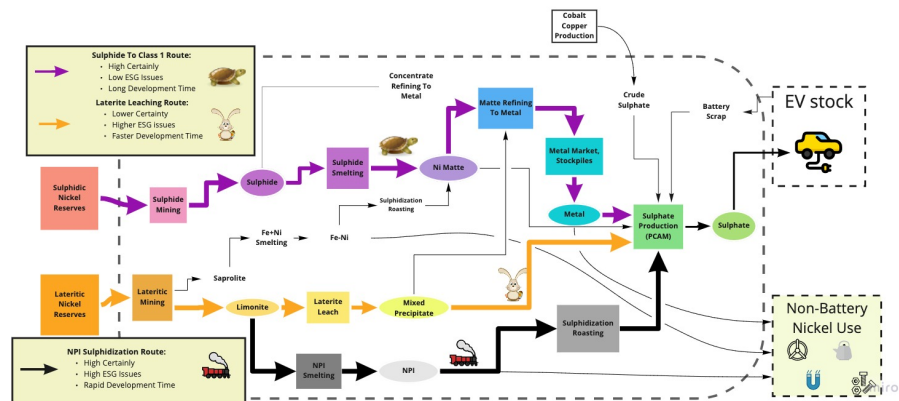 Cobalt
Copper
Production
Sulphide To Class 1 Route:
• High Certainly
• Low ESG Issues
• Long Development Time
Laterite Leaching Route:
• Lower Certainty
• Higher ESG issues
• Faster Development Time
Concentrate
Refining To
Metal
Matte Refining
To Metal
Crude
Sulphate
Battery
Scrap
EV stock
Sulphidic
Nickel
Reserves
Sulphide
Mining
Sulphide
Sulphide
Smelting
Ni Matte
Metal Market,
Stockpiles
Metal
Sulphate
Production
(PCAM)
Sulphate
Sulphidization
Roasting
Fe+Ni
Smelting
Fe-Ni
Saprolite
Lateritic
Nickel
Reserves
Lateritic
Mining
Limonite
Laterite
Leach
Mixed
Precipitate
Sulphidization
Roasting
Non-Battery
Nickel Use
NPI Sulphidization Route:
• High Certainly
• High ESG Issues
• Rapid Development Time
NPI
Smelting
NPI
miro